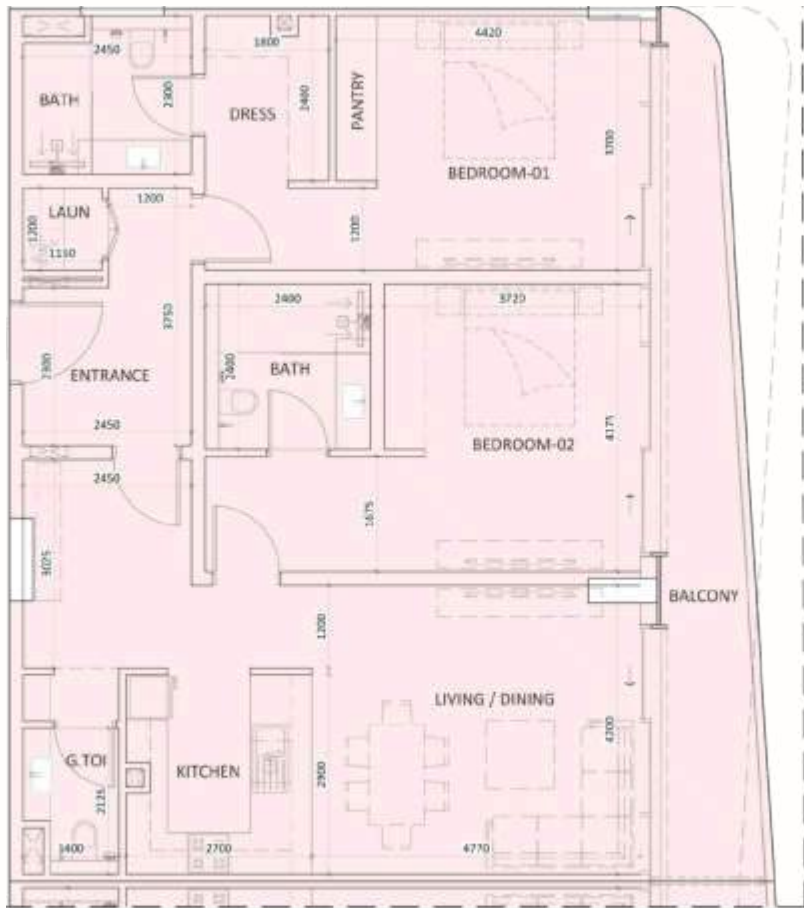 2450
1800
4420
BATH
2300
DRESS
2400
PANTRY
3700
BEDROOM-01
LAUN
1200
1200
1150
1200
3750
2400
3720
2300
ENTRANCE
2400
BATH
2450
BEDROOM-02
4175
2450
1675
3025
BALCONY
1200
LIVING / DINING
4200
G.TOI
KITCHEN
2900
2125
1400
2700
4770